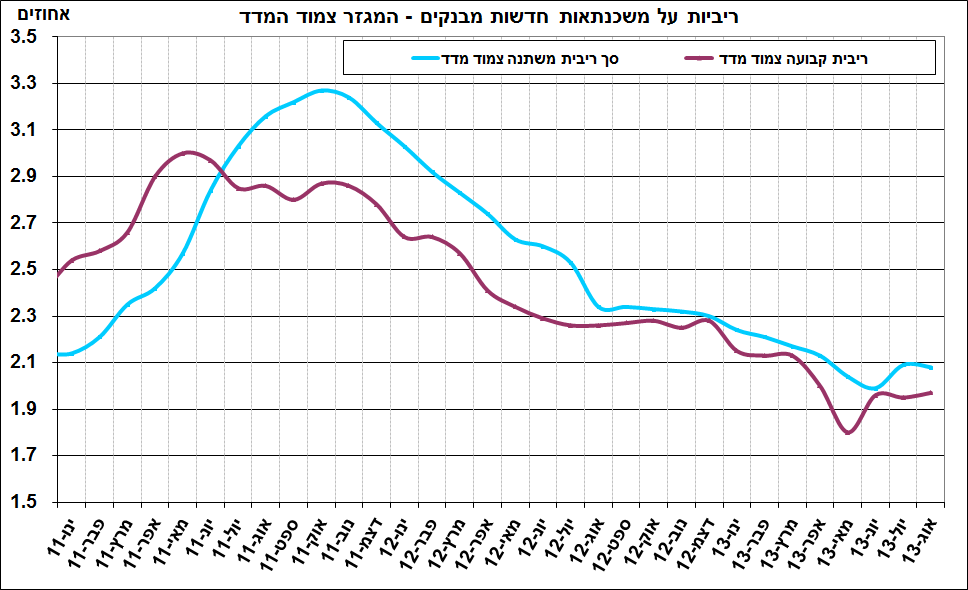 ריביות על משכנתאות חדשות מבנקים - המגזר צמוד המדד
אחוזים
ריבית קבועה צמוד מדד
סך ריבית משתנה צמוד מדד
3.5
3.3
3.1
2.9
2.7
2.5
2.3
2.1
1.9
1.7
1.5
ינו-11
פבר-11
מרץ-11
אפר-11
מאי-11
יונ-11
יול-11
אוג-11
ספט-11
אוק-11
נוב-11
דצמ-11
ינו-12
פבר-12
מרץ-12
אפר-12
מאי-12
יונ-12
יול-12
אוג-12
ספט-12
אוק-12
נוב-12
דצמ-12
ינו-13
פבר-13
מרץ-13
אפר-13
מאי-13
יונ-13
יול-13
אוג-13